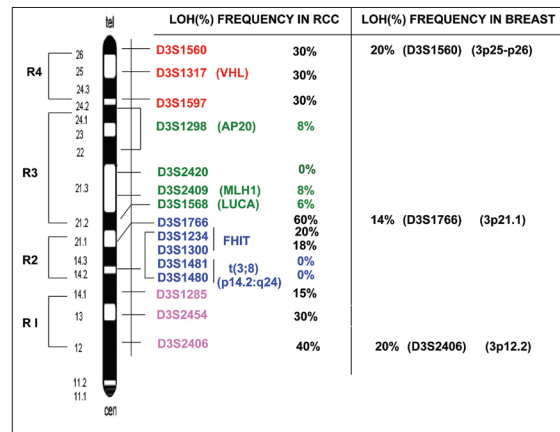 tel
LOH(%) FREQUENCY IN RCC
LOH(%) FREQUENCY IN BREAST
26 D3S1560 30% 20% (D3S1560) (3p25-p26)
R4 25 D3S1317 (VHL) 30%
24.3
24.2 D3S1597 30%
24.1 D3S1298 (AP20) 8%
23
22
R3 D3S2420 0%
21.3 D3S2409 (MLH1) 8%
D3S1568 (LUCA) 6%
21.2 D3S1766 60% 14% (D3S1766) (3p21.1)
21.1 D3S1234 FHIT 20%
D3S1300 18%
R2 14.3 D3S1481 t(3;8) 0%
14.2 D3S1480 (p14.2:q24) 0%
14.1 D3S1285 15%
R I 13 D3S2454 30%
12 D3S2406 40% 20% (D3S2406) (3p12.2)
11.2
11.1
cen